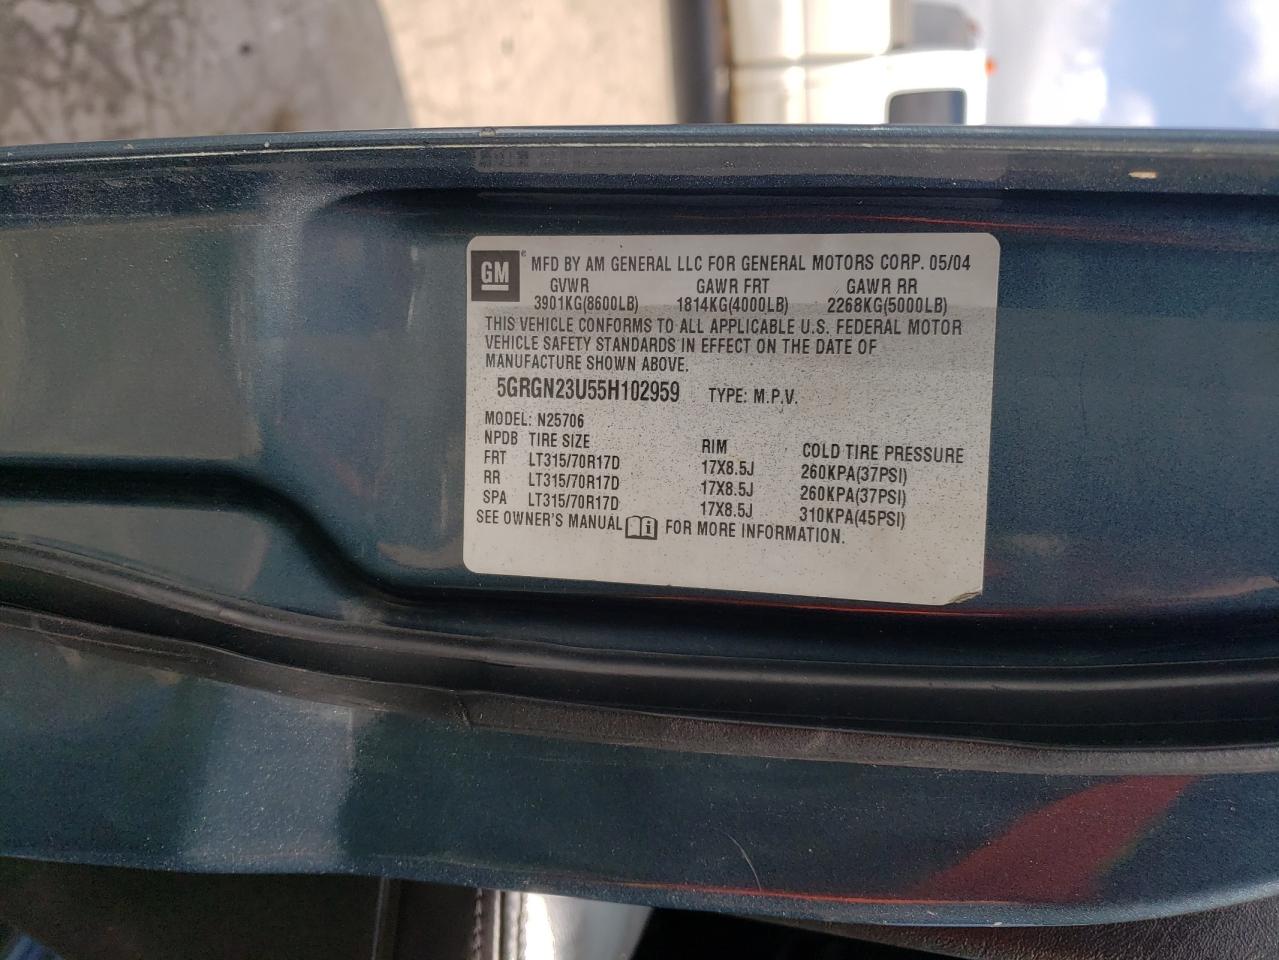 GM® MFD BY AM GENERAL LLC FOR GENERAL MOTORS CORP. 05/04
GVWR GAWR FRT GAWR RR
3901KG(8600LB) 1814KG(4000LB) 2268KG(5000LB)
THIS VEHICLE CONFORMS TO ALL APPLICABLE U.S. FEDERAL MOTOR
VEHICLE SAFETY STANDARDS IN EFFECT ON THE DATE OF
MANUFACTURE SHOWN ABOVE.
5GRGN23U55H102959 TYPE: M.P.V.
MODEL: N25706
NPDB TIRE SIZE RIM COLD TIRE PRESSURE
FRT LT315/70R17D 17X8.5J 260KPA(37PSI)
RR LT315/70R17D 17X8.5J 260KPA(37PSI)
SPA LT315/70R17D 17X8.5J 310KPA(45PSI)
SEE OWNER'S MANUAL i FOR MORE INFORMATION.